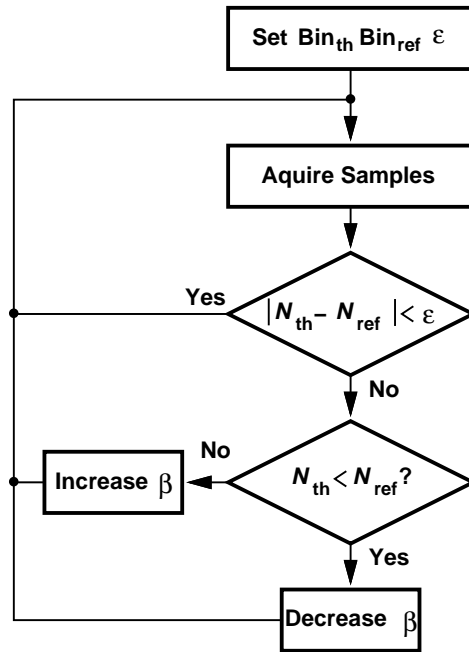 Set Bin_th Bin_ref ε
Aquire Samples
Yes
|N_th – N_ref| < ε
No
No
N_th < N_ref?
Increase β
Yes
Decrease β